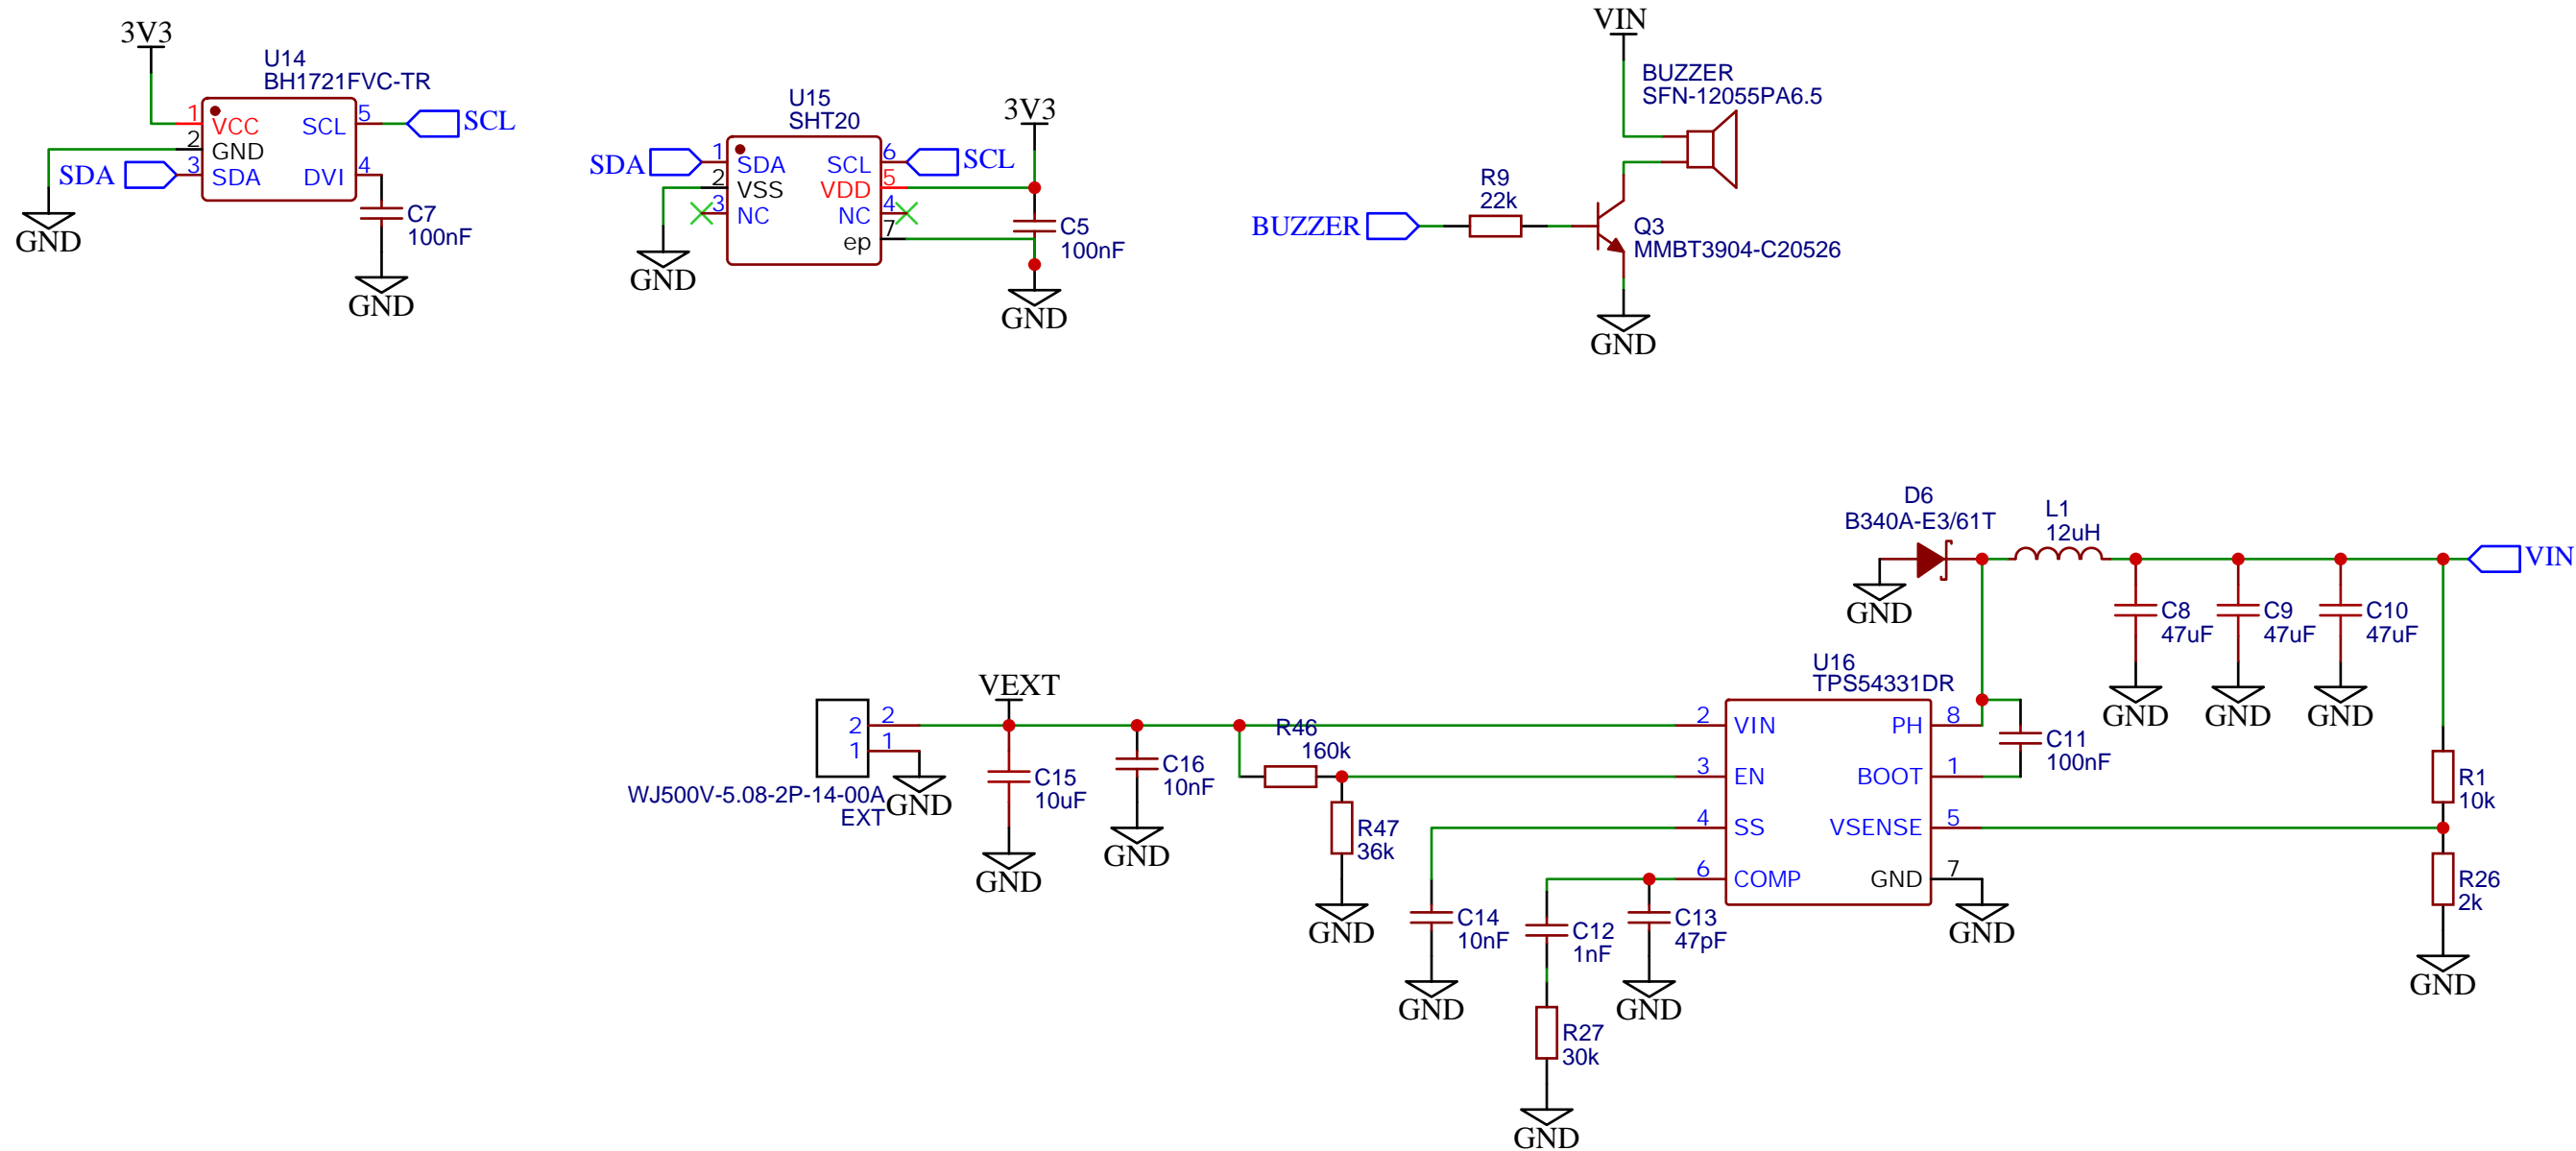 3V3
U14
BH1721FVC-TR
1
VCC
2
GND
3
SDA
SCL
5
DVI
4
SDA
SCL
GND
C7
100nF
GND
U15
SHT20
SDA
1
SDA
2
VSS
3
NC
SCL
6
VDD
5
NC
4
ep
7
SCL
3V3
C5
100nF
GND
GND
VIN
BUZZER
SFN-12055PA6.5
BUZZER
R9
22k
Q3
MMBT3904-C20526
GND
D6
B340A-E3/61T
GND
L1
12uH
VIN
C8
47uF
C9
47uF
C10
47uF
GND
GND
GND
U16
TPS54331DR
2
VIN
3
EN
4
SS
6
COMP
PH
8
BOOT
1
VSENSE
5
GND
7
C11
100nF
R1
10k
R26
2k
GND
GND
VEXT
2
2
1
1
WJ500V-5.08-2P-14-00A
EXT
GND
C15
10uF
GND
C16
10nF
GND
R46
160k
R47
36k
GND
C14
10nF
GND
C12
1nF
C13
47pF
GND
R27
30k
GND